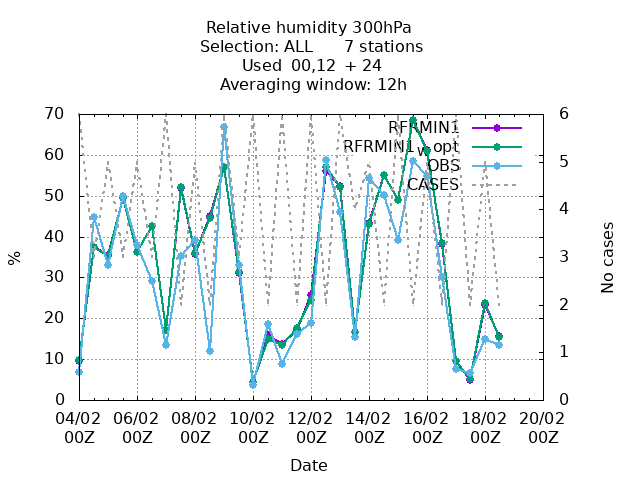 Relative humidity 300hPa
Selection: ALL 7 stations
Used 00,12 + 24
Averaging window: 12h
70 6
RFRMIN1
RFRMIN1w_opt
OBS
CASES
60
50
40
30
20
10
0
5
4
3
2
1
0
%
No cases
04/02 06/02 08/02 10/02 12/02 14/02 16/02 18/02 20/02
00Z 00Z 00Z 00Z 00Z 00Z 00Z 00Z 00Z
Date